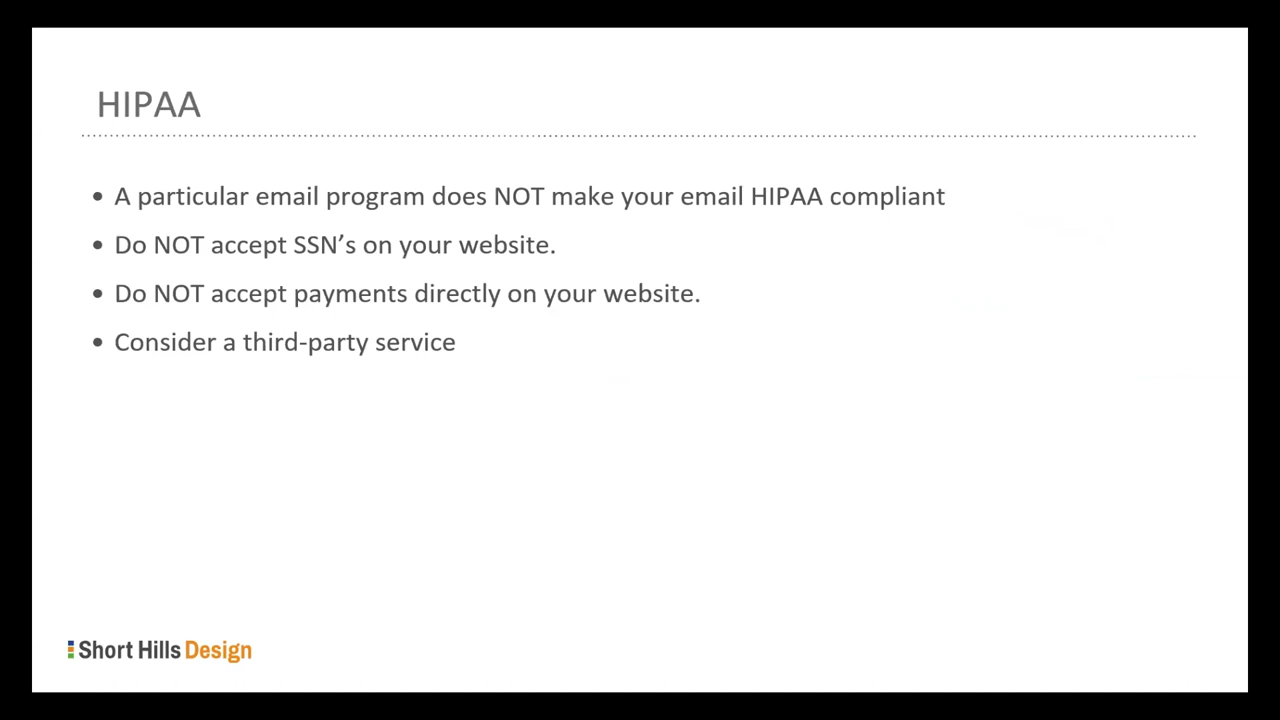 HIPAA
• A particular email program does NOT make your email HIPAA compliant
• Do NOT accept SSN’s on your website.
• Do NOT accept payments directly on your website.
• Consider a third-party service
Short Hills Design